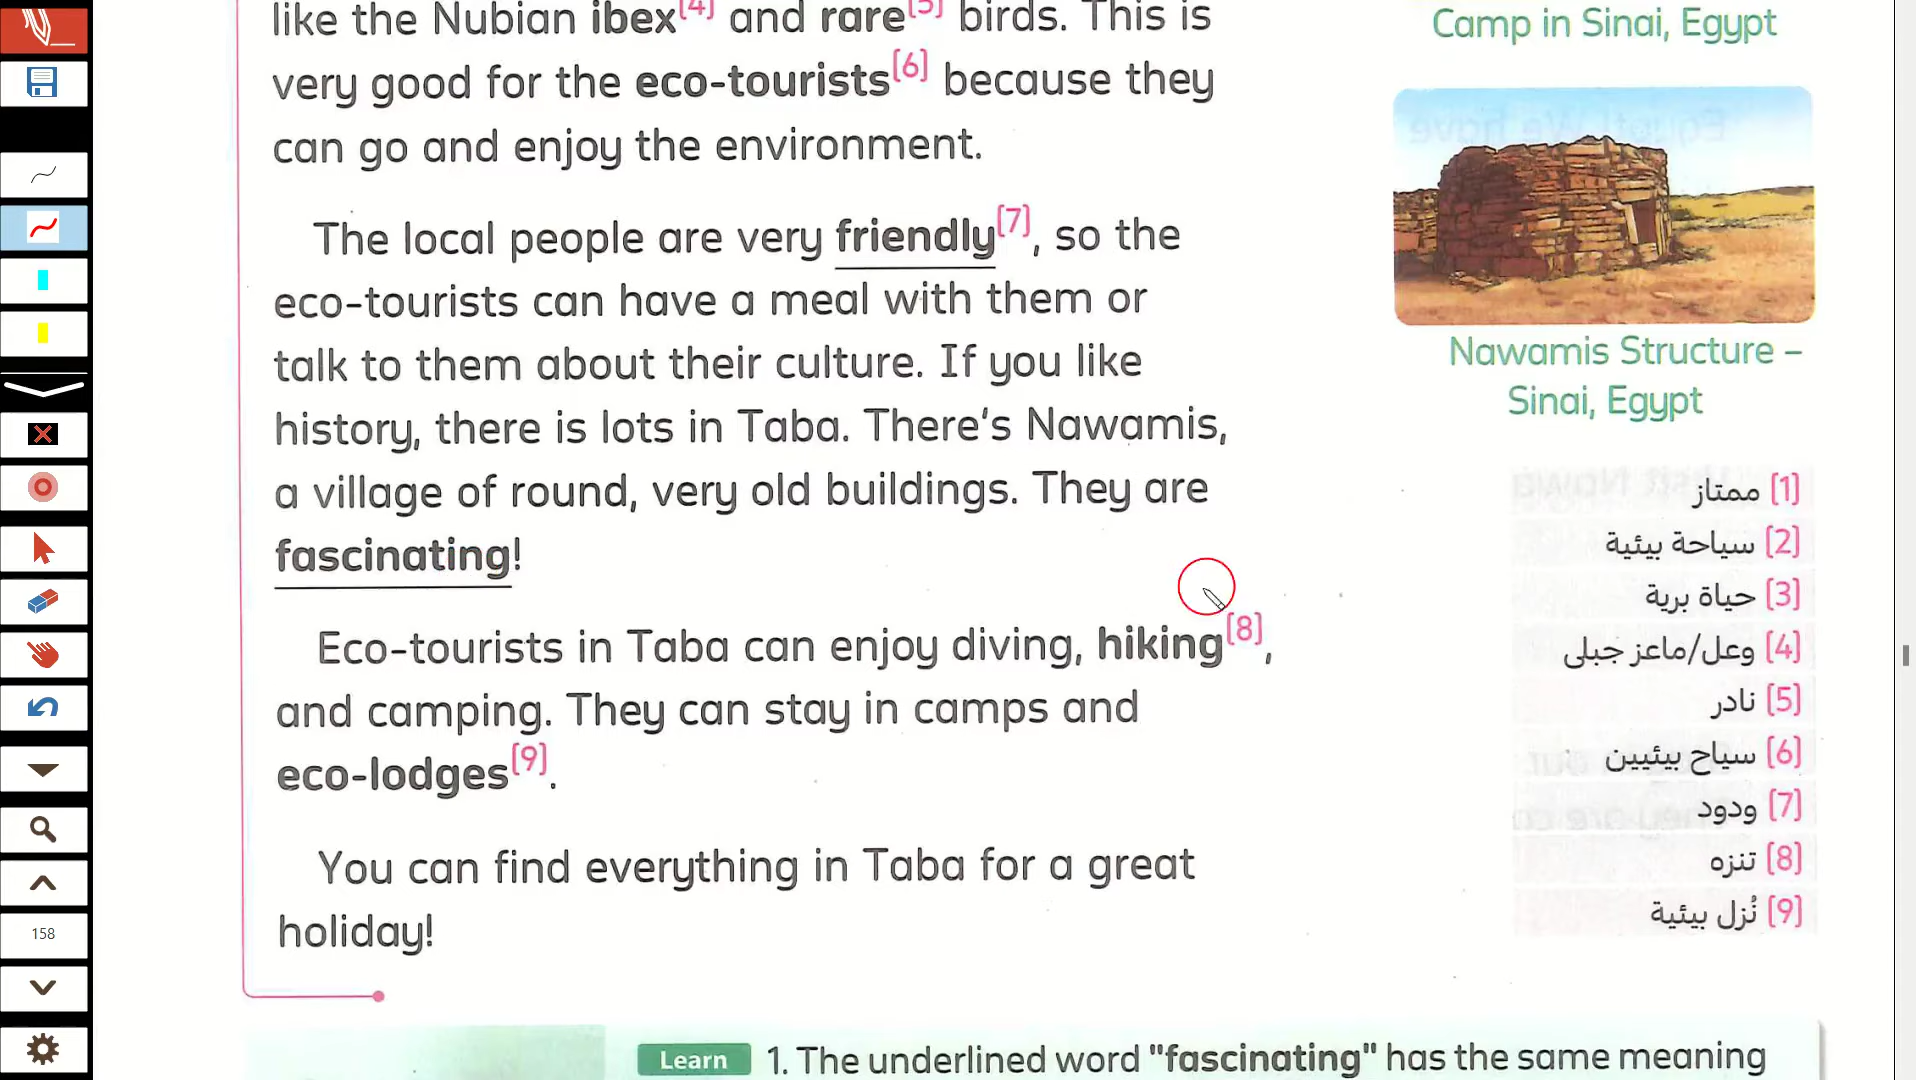 like the Nubian ibex[4] and rare[5] birds. This is
very good for the eco-tourists[6] because they
can go and enjoy the environment.
The local people are very friendly[7], so the
eco-tourists can have a meal with them or
talk to them about their culture. If you like
history, there is lots in Taba. There's Nawamis,
a village of round, very old buildings. They are
fascinating!
Eco-tourists in Taba can enjoy diving, hiking[8],
and camping. They can stay in camps and
eco-lodges[9].
You can find everything in Taba for a great
holiday!
Camp in Sinai, Egypt
Nawamis Structure –
Sinai, Egypt
[1] ممتاز
[2] سياحة بيئية
[3] حياة برية
[4] وعل/ماعز جبلى
[5] نادر
[6] سياح بيئيين
[7] ودود
[8] تنزه
[9] نُزل بيئية
158
Learn 1. The underlined word "fascinating" has the same meaning